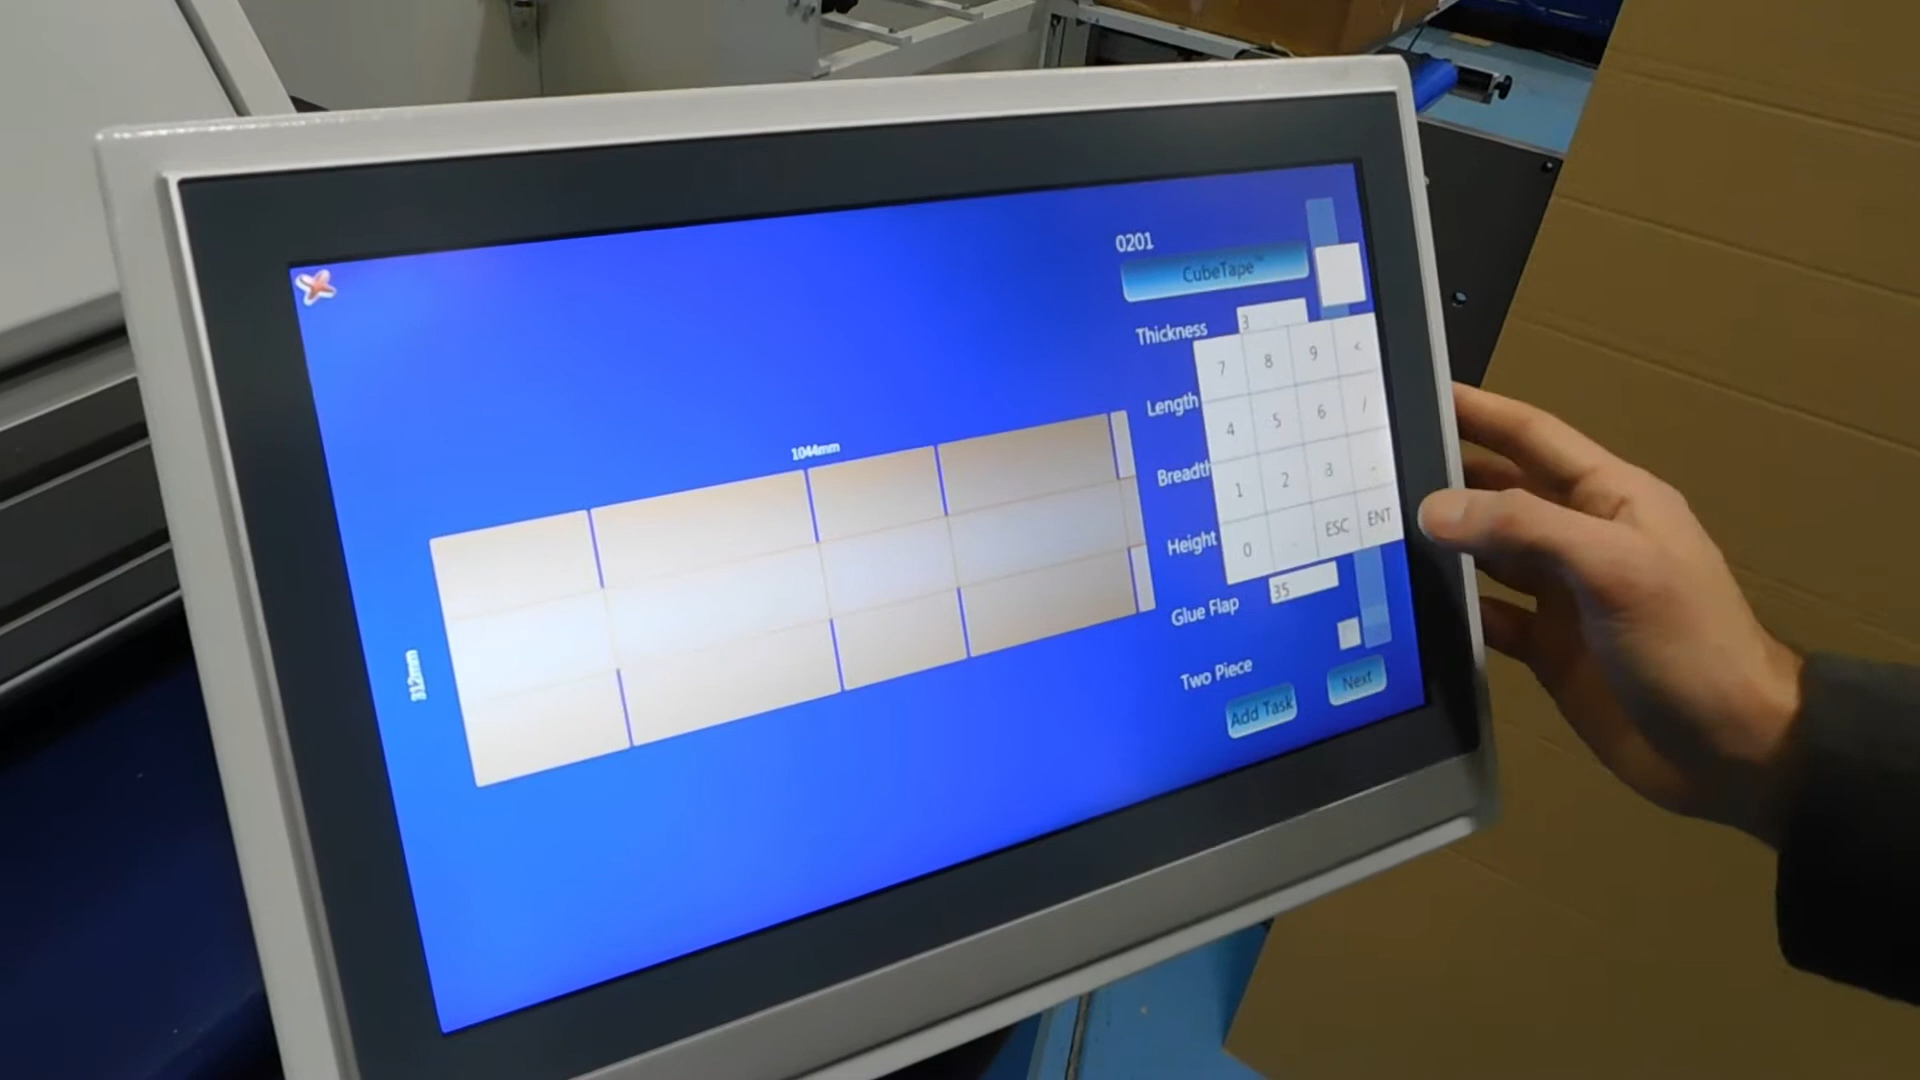 0201
CubeTape™
Thickness
3
7 8 9 <
Length
4 5 6 /
Breadth
1 2 3 -
Height
0 . ESC ENT
Glue Flap
35
Two Piece
Add Task
Next
1044mm
312mm